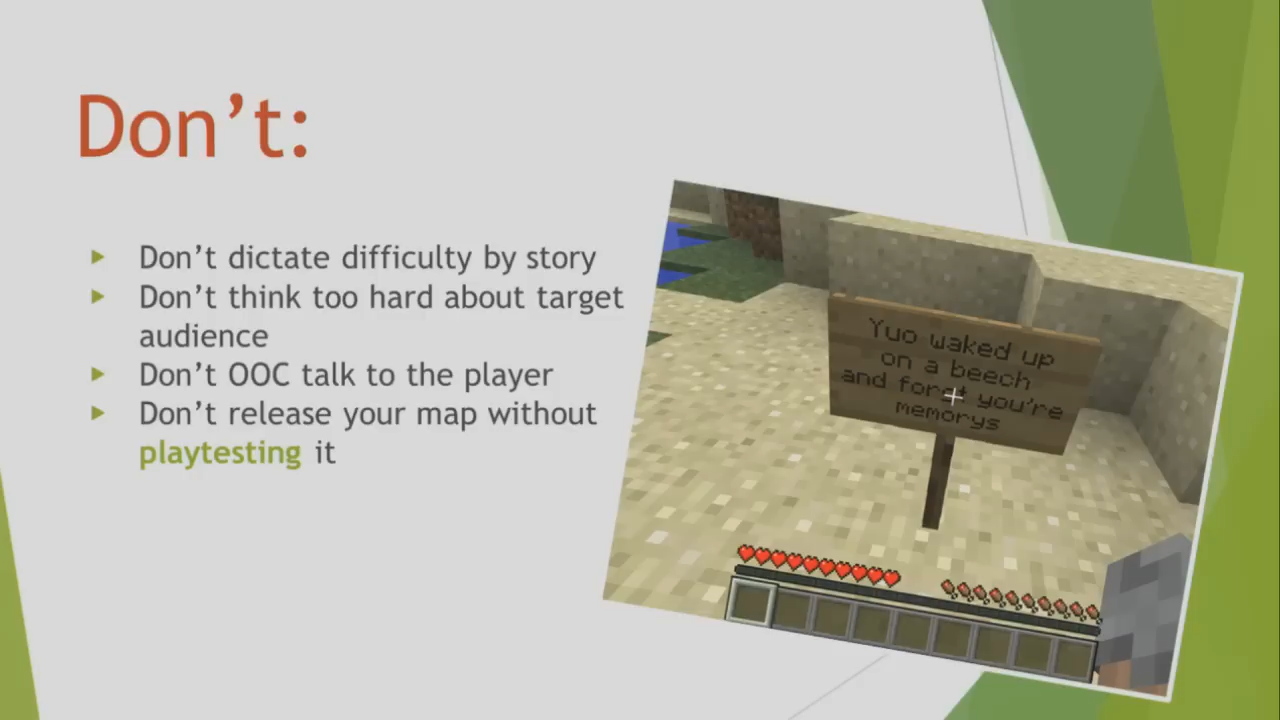 Don’t:
Don’t dictate difficulty by story
Don’t think too hard about target
audience
Don’t OOC talk to the player
Don’t release your map without
playtesting it
Yuo waked up
on a beech
and forgt you're
memorys